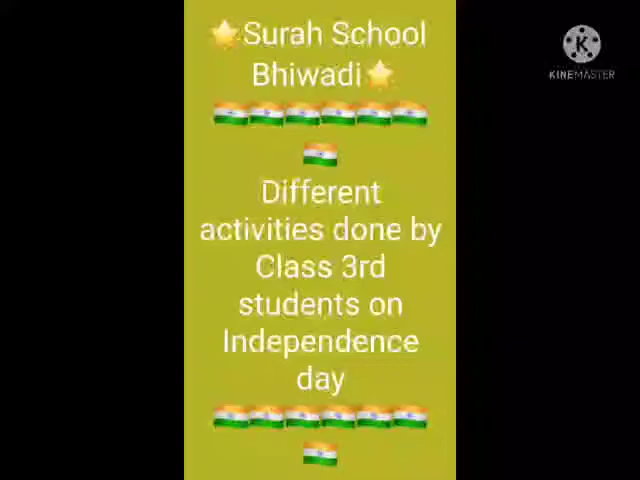 🌟Surah School
Bhiwadi🌟
🇮🇳🇮🇳🇮🇳🇮🇳🇮🇳🇮🇳
🇮🇳
Different
activities done by
Class 3rd
students on
Independence
day
🇮🇳🇮🇳🇮🇳🇮🇳🇮🇳🇮🇳
🇮🇳
K
KINEMASTER